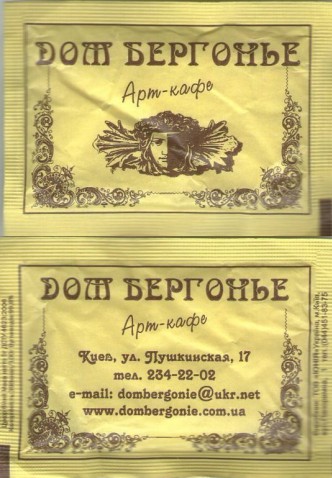 ДОМ БЕРГОНЬЕ
Арт-кафе
ДОМ БЕРГОНЬЕ
Арт-кафе
Киев, ул. Пушкинская, 17
тел. 234-22-02
e-mail: dombergonie@ukr.net
www.dombergonie.com.ua